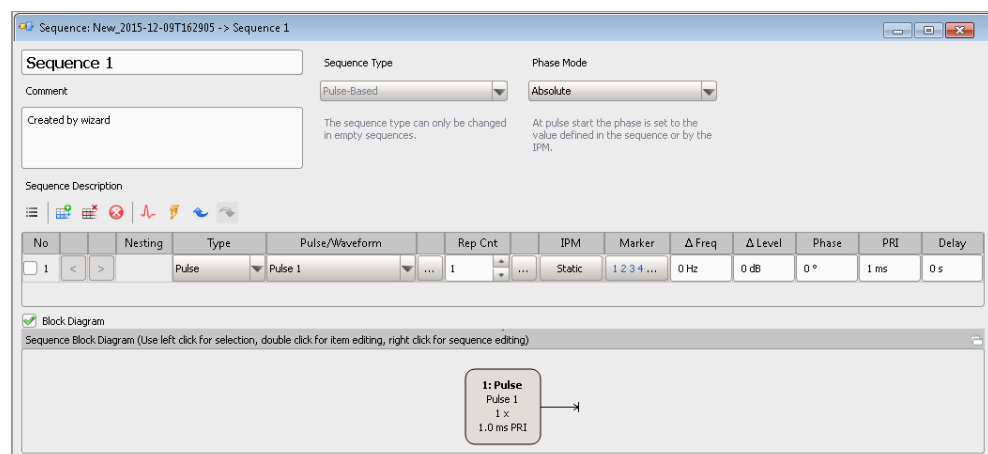 Sequence: New_2015-12-09T162905 -> Sequence 1
Sequence 1
Sequence Type
Phase Mode
Comment
Pulse-Based
Absolute
Created by wizard
The sequence type can only be changed
in empty sequences.
At pulse start the phase is set to the
value defined in the sequence or by the
IPM.
Sequence Description
No Nesting Type Pulse/Waveform Rep Cnt IPM Marker Δ Freq Δ Level Phase PRI Delay
1 < > Pulse Pulse 1 ... 1 ... Static 1 2 3 4 ... 0 Hz 0 dB 0 ° 1 ms 0 s
Block Diagram
Sequence Block Diagram (Use left click for selection, double click for item editing, right click for sequence editing)
1: Pulse
Pulse 1
1 x
1.0 ms PRI